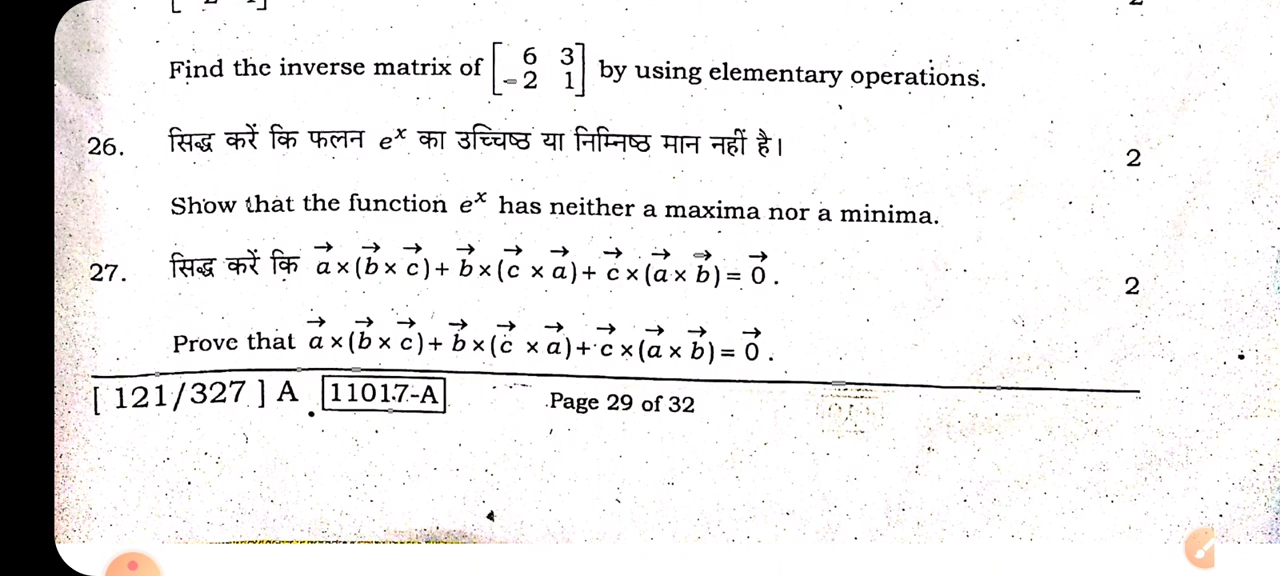 Find the inverse matrix of [6 3 -2 1] by using elementary operations.
26. सिद्ध करें कि फलन eˣ का उच्चिष्ठ या निम्निष्ठ मान नहीं है। 2
Show that the function eˣ has neither a maxima nor a minima.
27. सिद्ध करें कि a⃗×(b⃗×c⃗)+b⃗×(c⃗×a⃗)+c⃗×(a⃗×b⃗)=0⃗. 2
Prove that a⃗×(b⃗×c⃗)+b⃗×(c⃗×a⃗)+c⃗×(a⃗×b⃗)=0⃗.
[ 121/327 ] A 11017-A Page 29 of 32